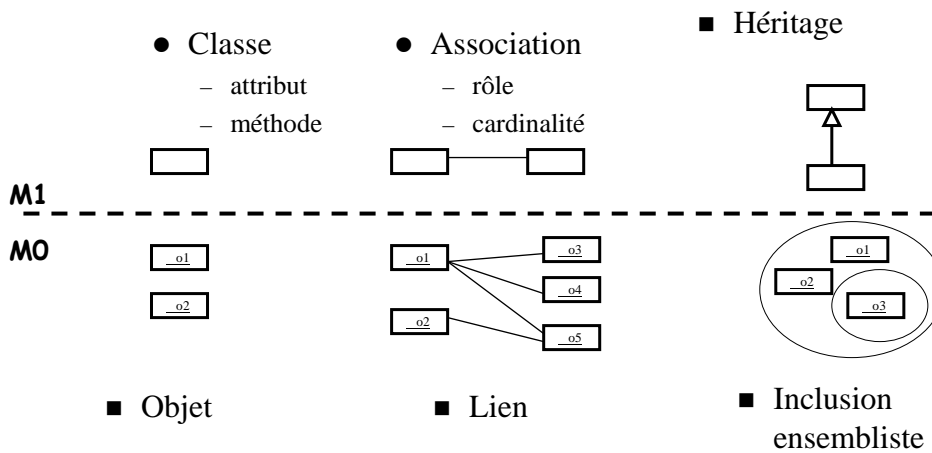 ● Classe
– attribut
– méthode
● Association
– rôle
– cardinalité
■ Héritage
M1
M0
o1
o2
o1
o2
o3
o4
o5
o1
o2
o3
■ Objet
■ Lien
■ Inclusion
ensembliste